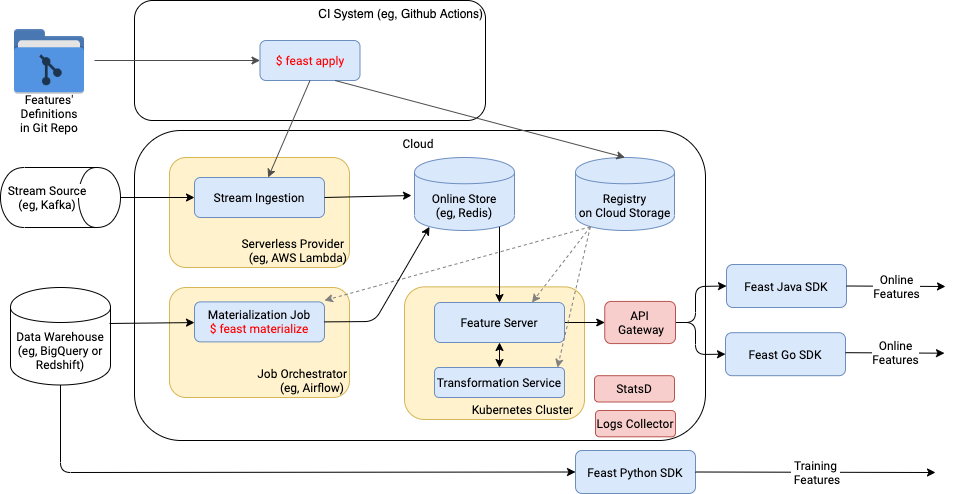 CI System (eg, Github Actions)
$ feast apply
Features'
Definitions
in Git Repo
Cloud
Stream Source
(eg, Kafka)
Stream Ingestion
Serverless Provider
(eg, AWS Lambda)
Online Store
(eg, Redis)
Registry
on Cloud Storage
Data Warehouse
(eg, BigQuery or
Redshift)
Materialization Job
$ feast materialize
Job Orchestrator
(eg, Airflow)
Feature Server
Transformation Service
Kubernetes Cluster
API
Gateway
StatsD
Logs Collector
Feast Java SDK
Online
Features
Feast Go SDK
Online
Features
Feast Python SDK
Training
Features